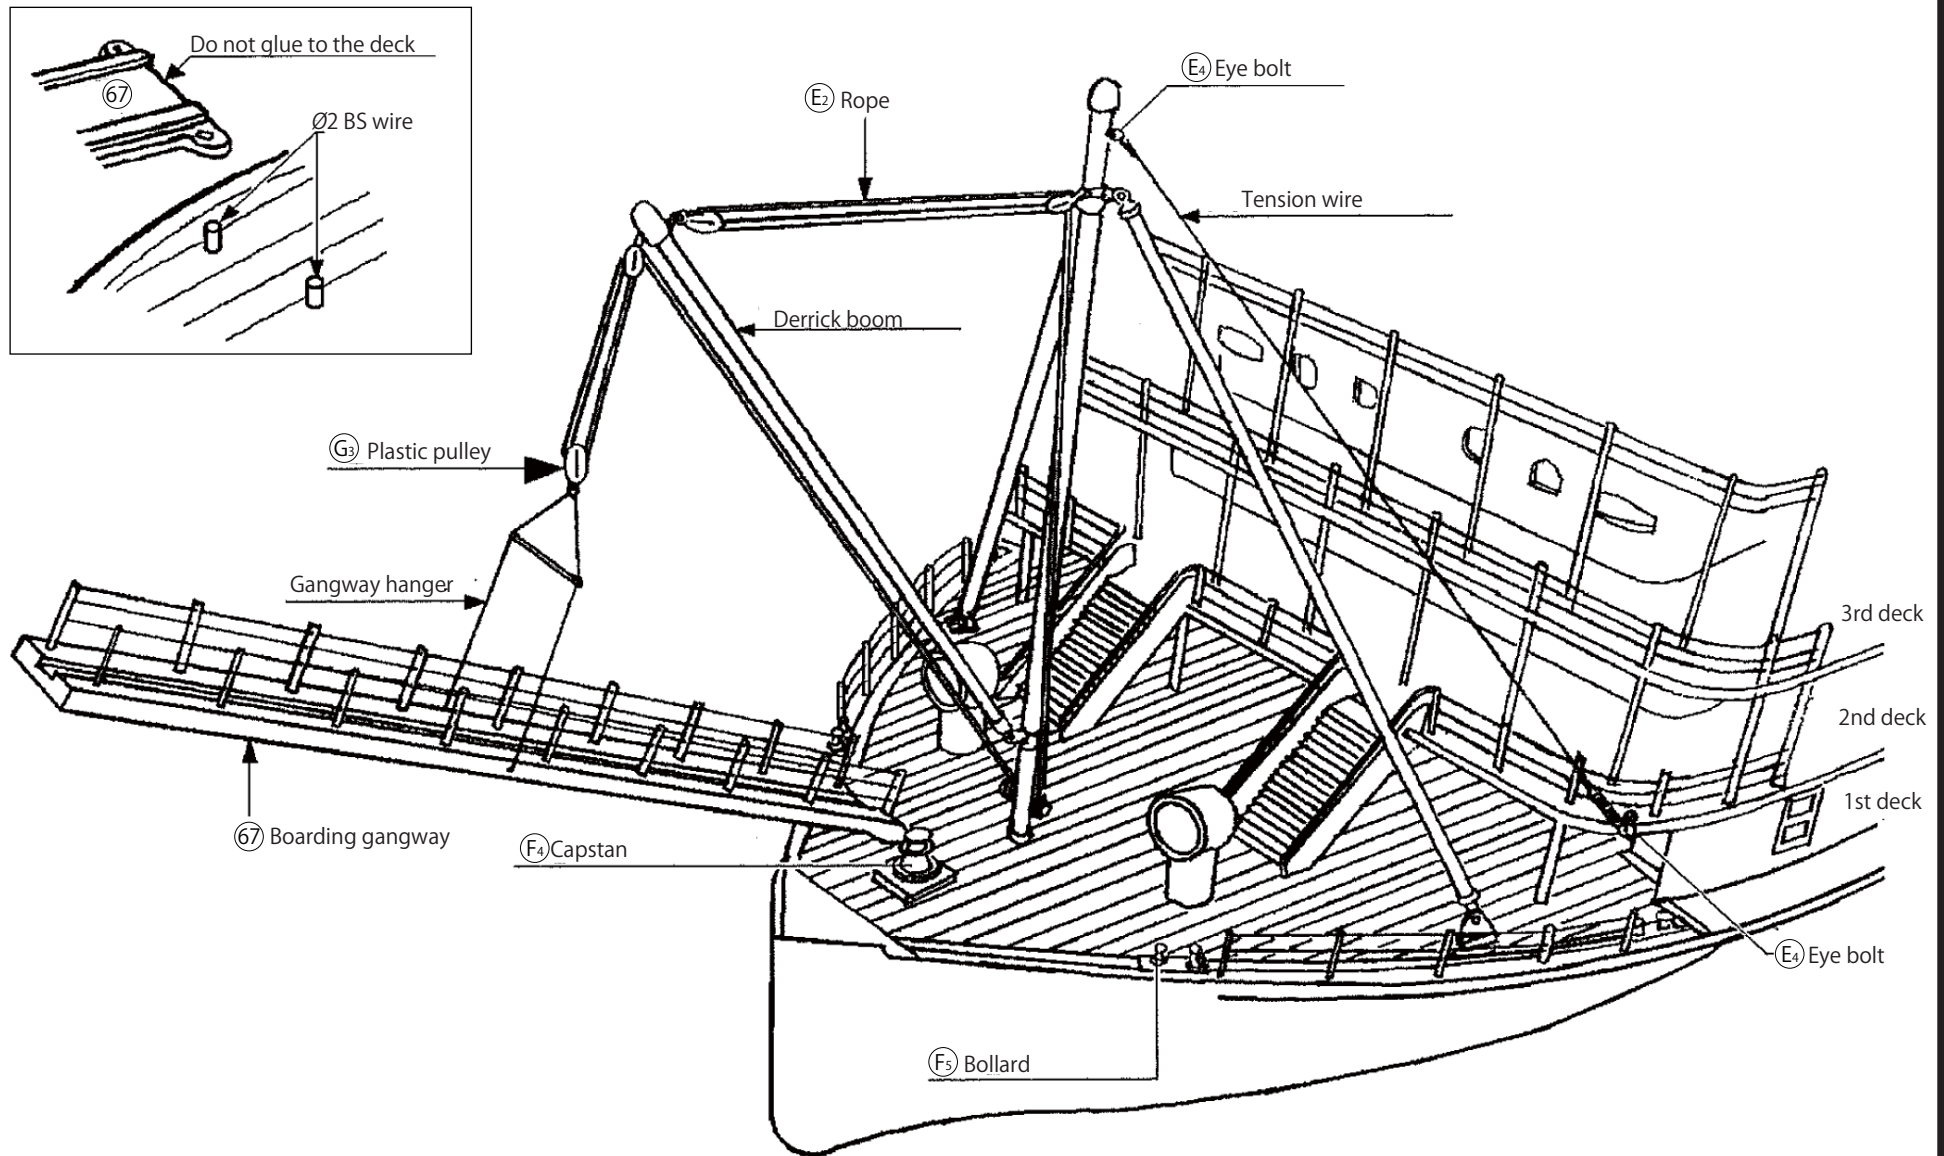 Do not glue to the deck
67
Ø2 BS wire
E4 Eye bolt
E2 Rope
Tension wire
Derrick boom
G3 Plastic pulley
Gangway hanger
3rd deck
2nd deck
1st deck
67 Boarding gangway
F4 Capstan
E4 Eye bolt
F5 Bollard